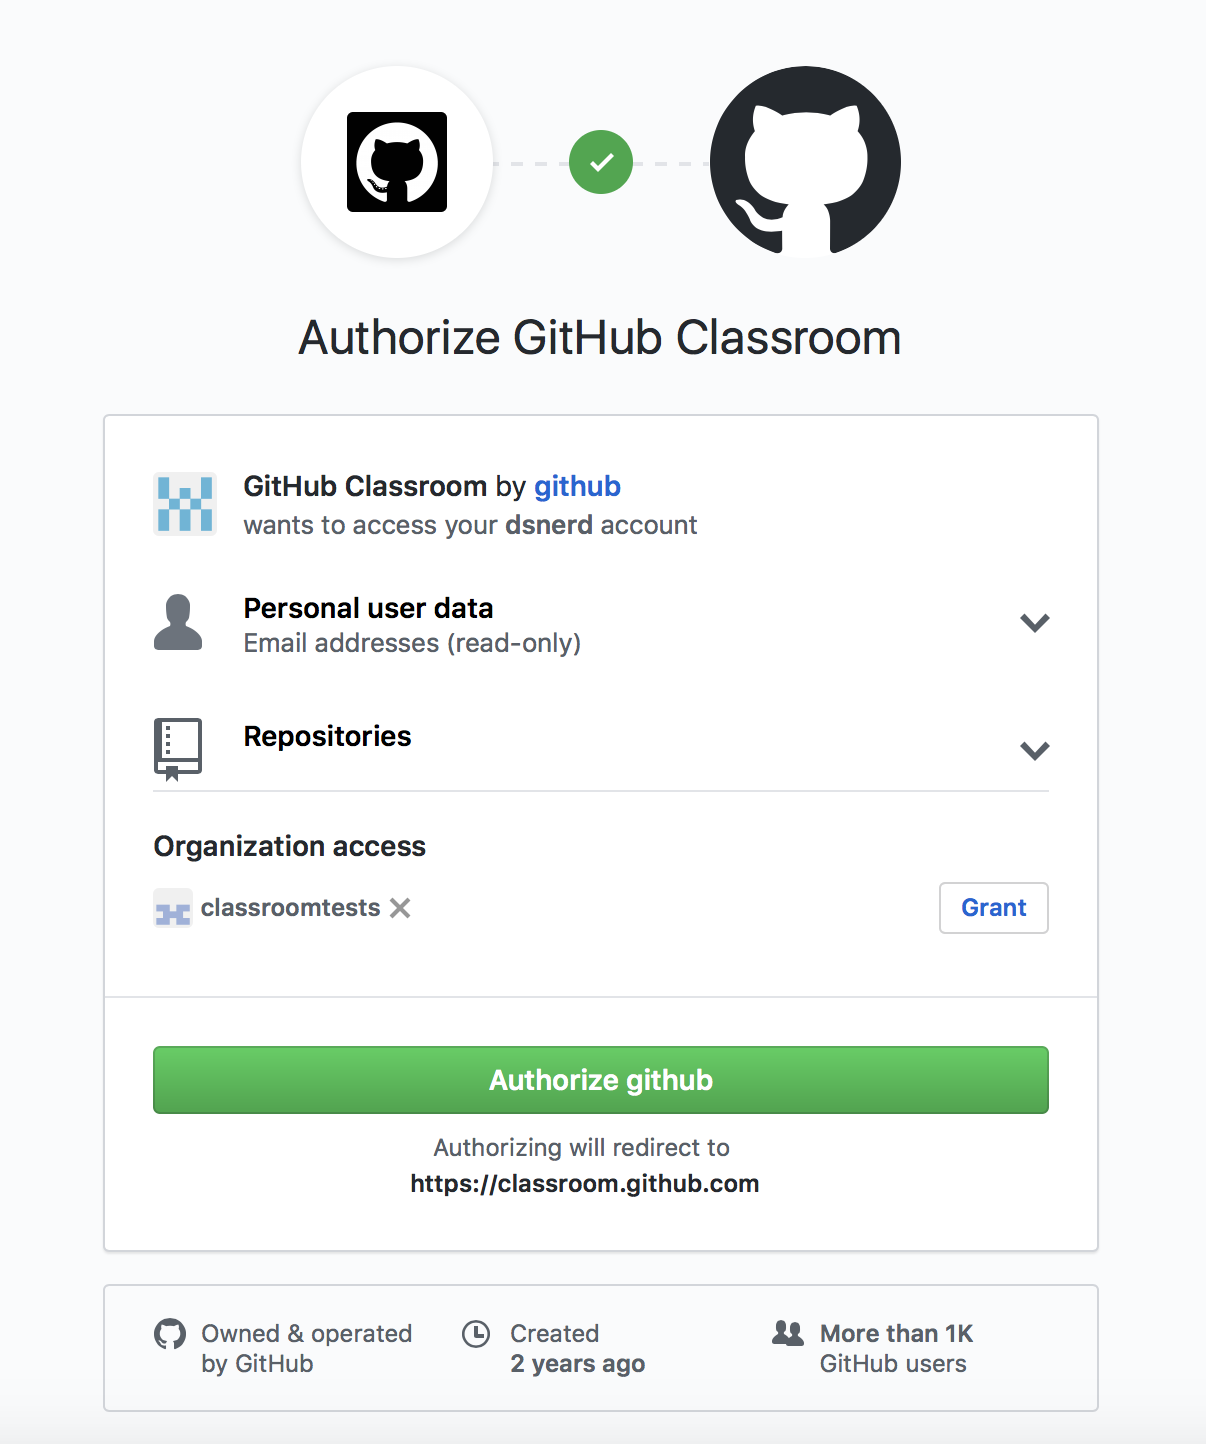 Authorize GitHub Classroom
GitHub Classroom by github
wants to access your dsnerd account
Personal user data
Email addresses (read-only)
Repositories
Organization access
classroomtests
Grant
Authorize github
Authorizing will redirect to
https://classroom.github.com
Owned & operated
by GitHub
Created
2 years ago
More than 1K
GitHub users